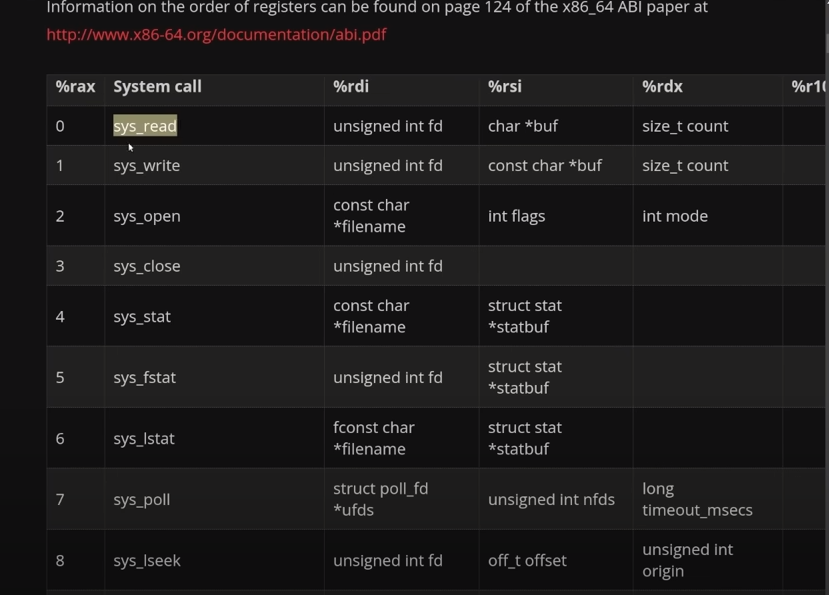 Information on the order of registers can be found on page 124 of the x86_64 ABI paper at
http://www.x86-64.org/documentation/abi.pdf
%rax System call %rdi %rsi %rdx %r10
0 sys_read unsigned int fd char *buf size_t count
1 sys_write unsigned int fd const char *buf size_t count
2 sys_open const char *filename int flags int mode
3 sys_close unsigned int fd
4 sys_stat const char *filename struct stat *statbuf
5 sys_fstat unsigned int fd struct stat *statbuf
6 sys_lstat fconst char *filename struct stat *statbuf
7 sys_poll struct poll_fd *ufds unsigned int nfds long timeout_msecs
8 sys_lseek unsigned int fd off_t offset unsigned int origin